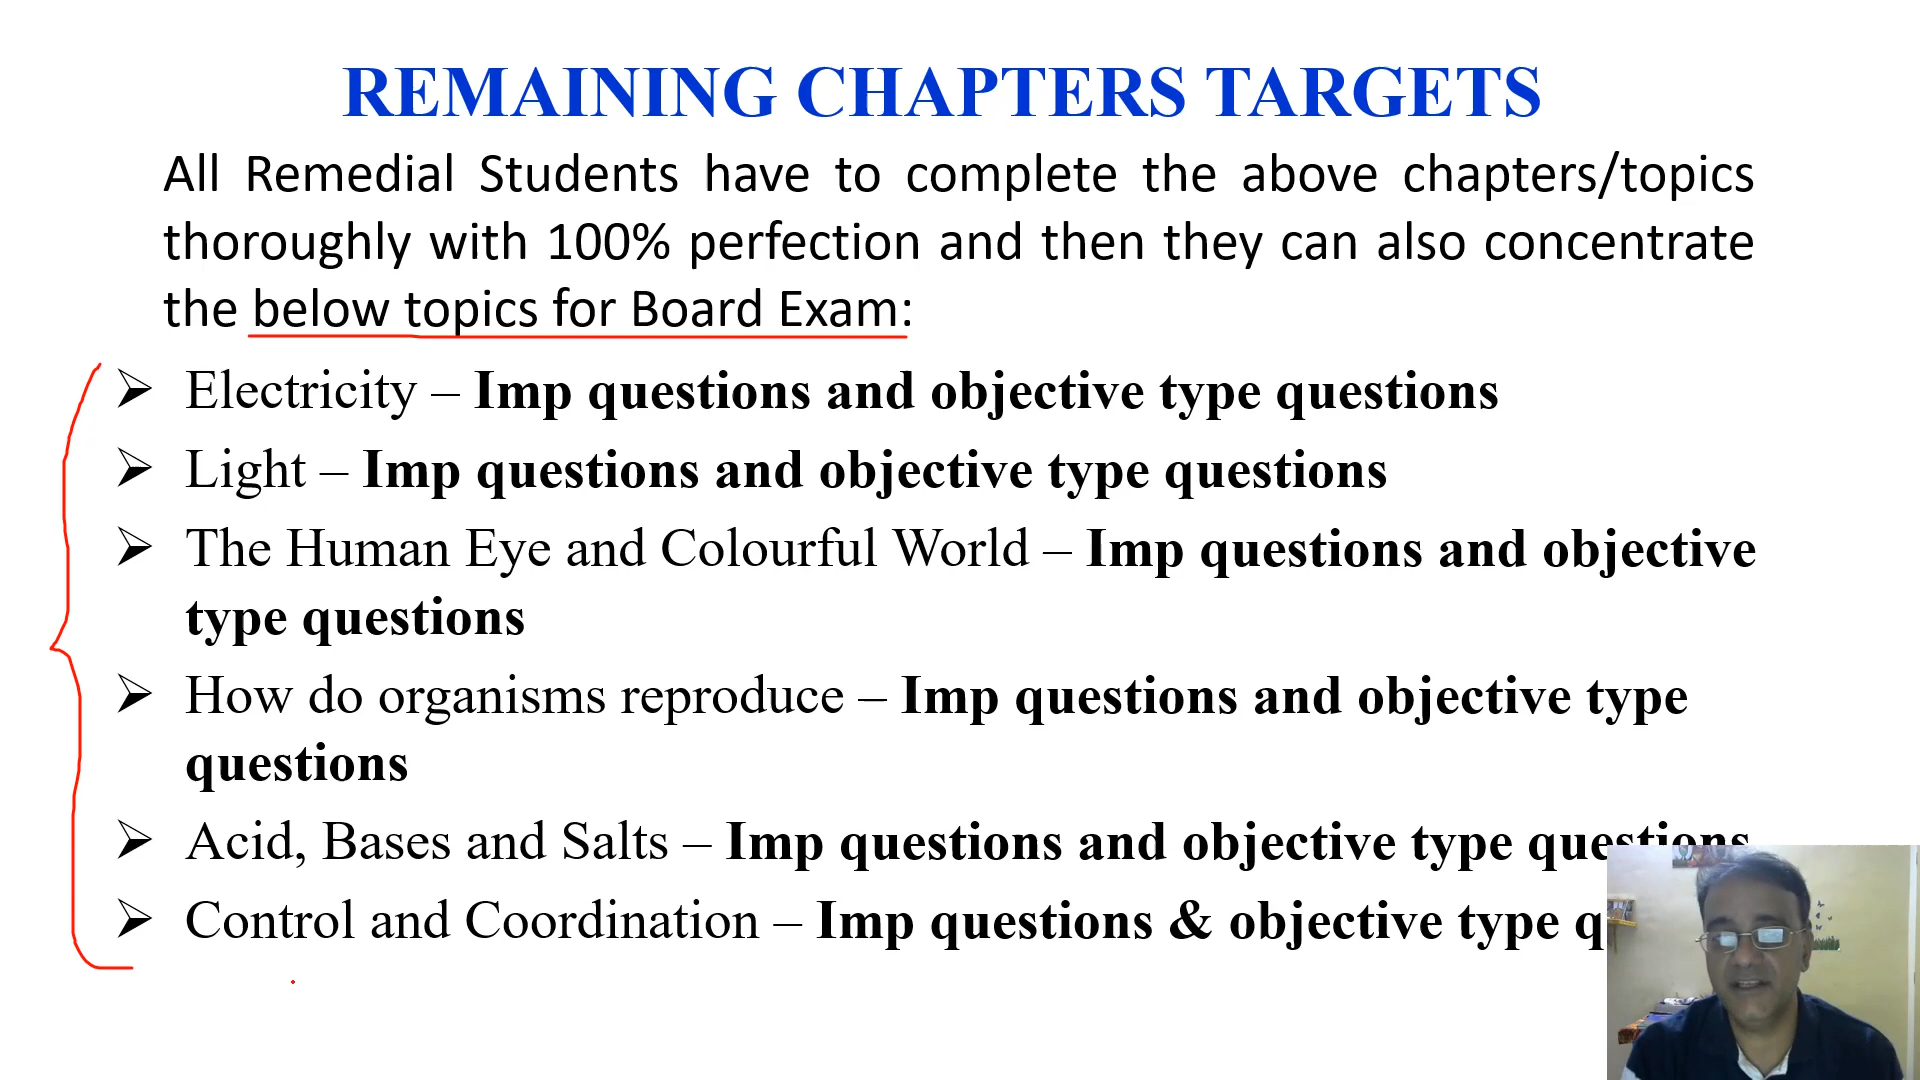 REMAINING CHAPTERS TARGETS
All Remedial Students have to complete the above chapters/topics
thoroughly with 100% perfection and then they can also concentrate
the below topics for Board Exam:
➢ Electricity – Imp questions and objective type questions
➢ Light – Imp questions and objective type questions
➢ The Human Eye and Colourful World – Imp questions and objective
type questions
➢ How do organisms reproduce – Imp questions and objective type
questions
➢ Acid, Bases and Salts – Imp questions and objective type questions
➢ Control and Coordination – Imp questions & objective type